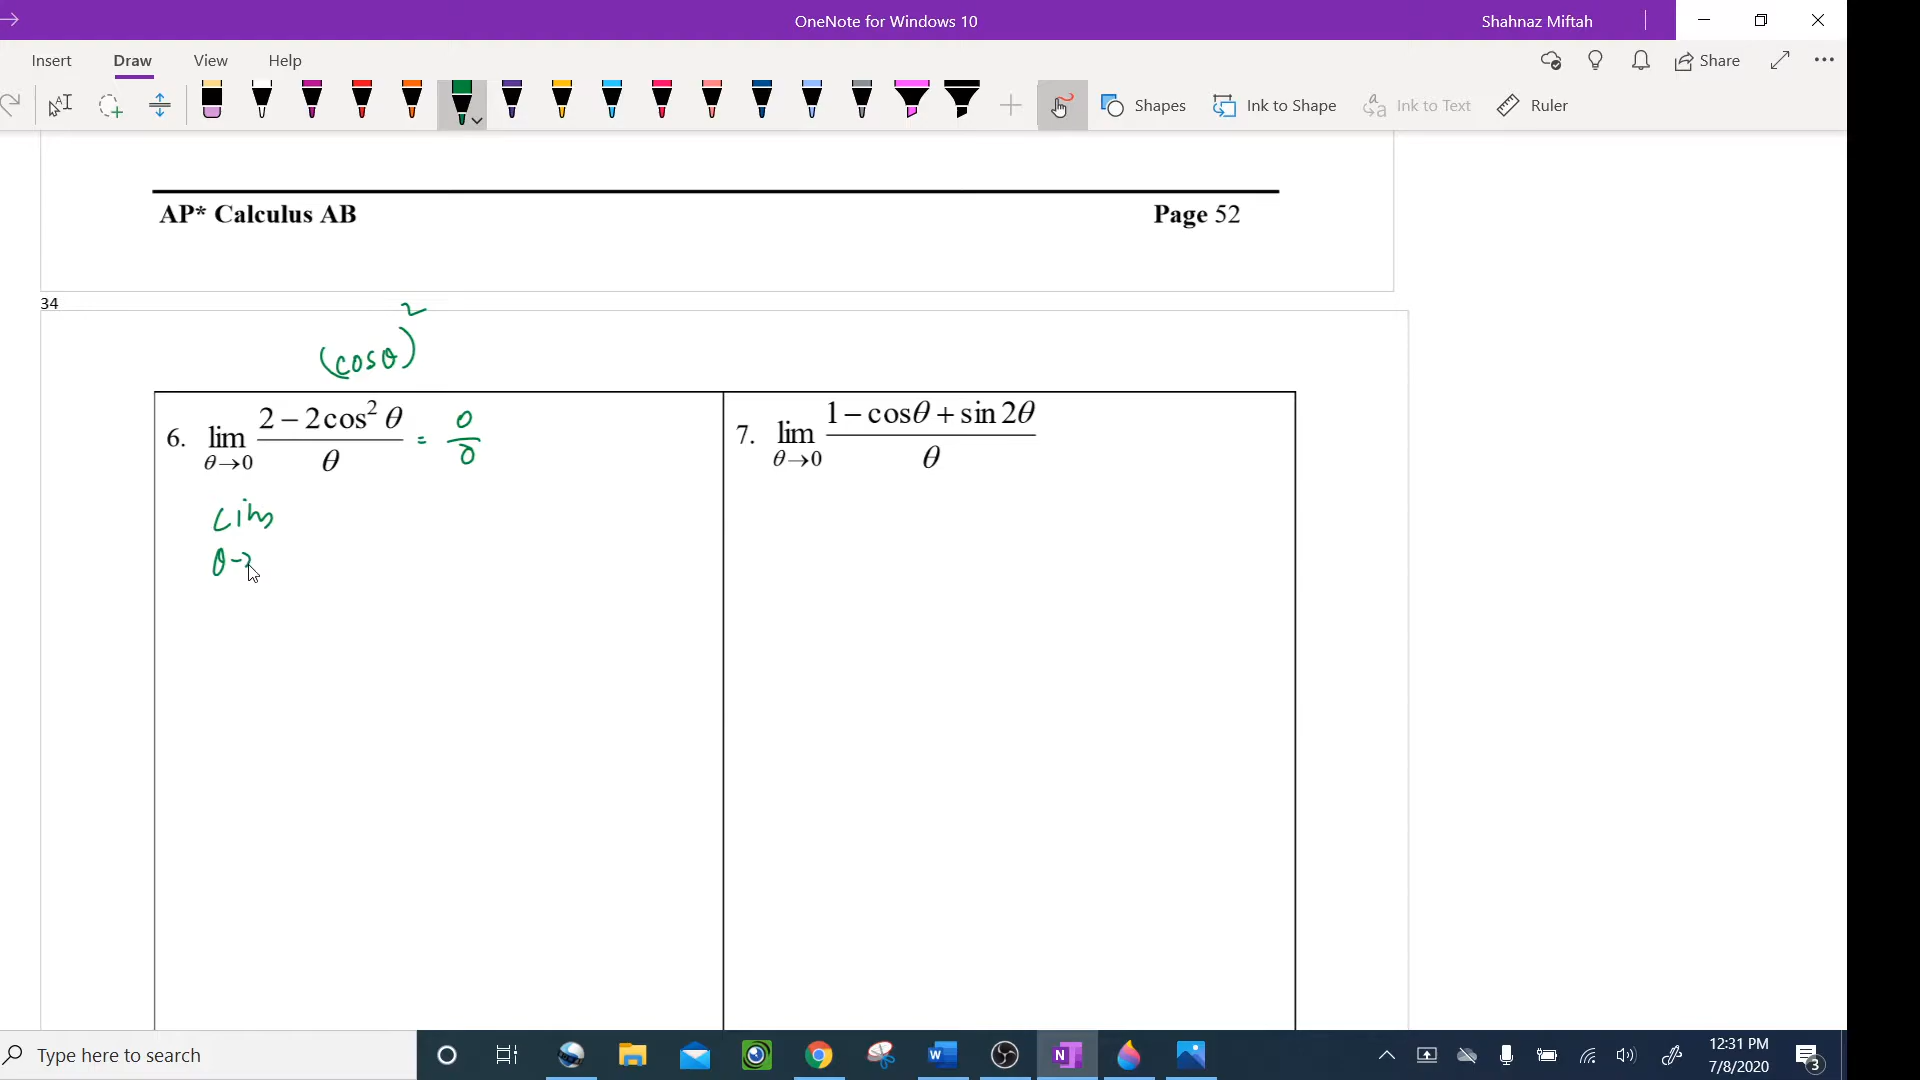 OneNote for Windows 10
Shahnaz Miftah
Insert Draw View Help
Share
Shapes Ink to Shape Ink to Text Ruler
AP* Calculus AB Page 52
34
(cosθ)²
6. lim θ→0 (2 − 2cos² θ)/θ = 0/0
7. lim θ→0 (1 − cosθ + sin 2θ)/θ
Lim
θ→
Type here to search
12:31 PM
7/8/2020
3